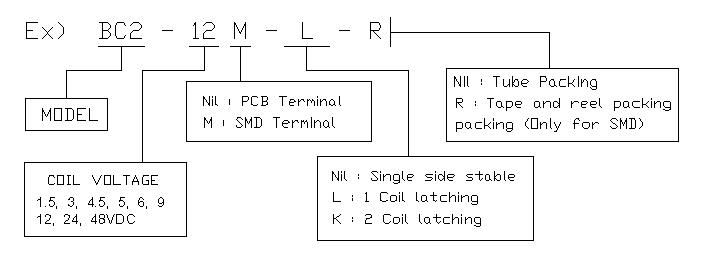 Ex) BC2 - 12 M - L - R
MODEL
COIL VOLTAGE
1.5, 3, 4.5, 5, 6, 9
12, 24, 48VDC
Nil : PCB Terminal
M : SMD Terminal
Nil : Single side stable
L : 1 Coil latching
K : 2 Coil latching
Nil : Tube Packing
R : Tape and reel packing
packing (Only for SMD)